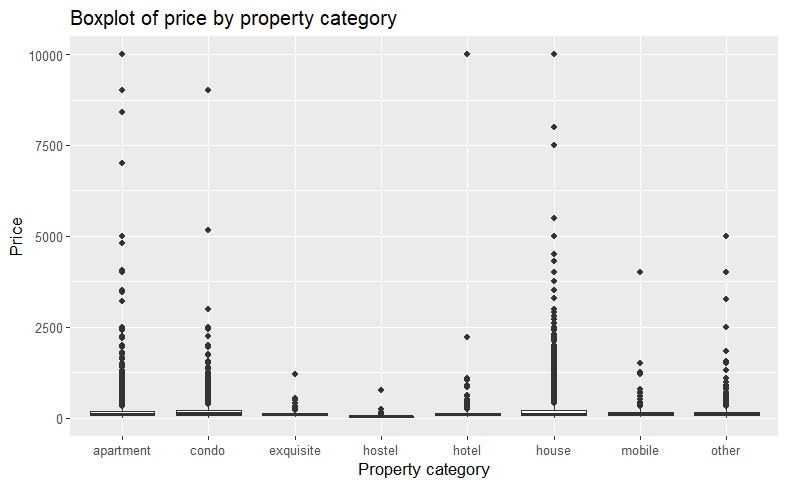 Boxplot of price by property category
Price
10000
7500
5000
2500
0
apartment condo exquisite hostel hotel house mobile other
Property category